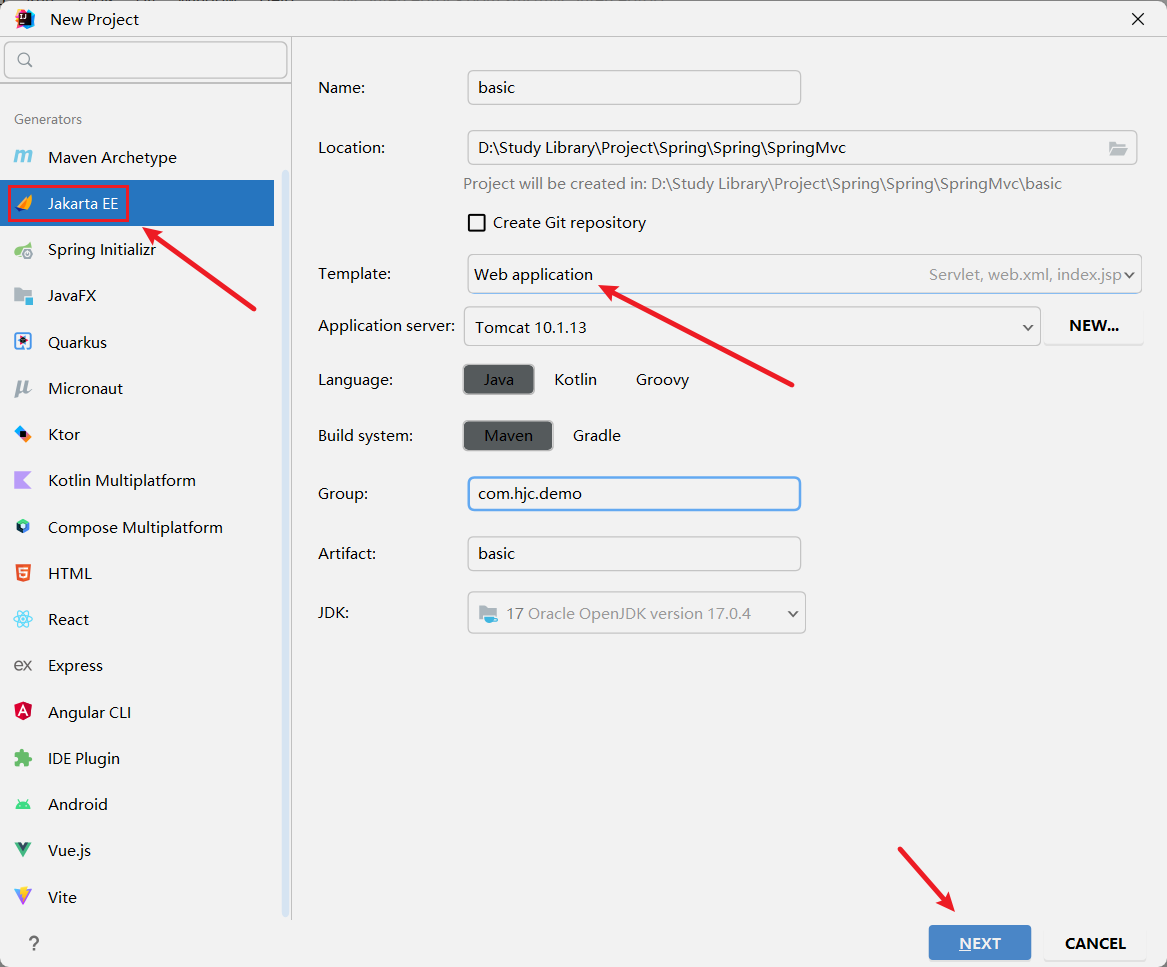 New Project
Generators
Maven Archetype
Jakarta EE
Spring Initializr
JavaFX
Quarkus
Micronaut
Ktor
Kotlin Multiplatform
Compose Multiplatform
HTML
React
ex Express
Angular CLI
IDE Plugin
Android
Vue.js
Vite
?
Name: basic
Location: D:\Study Library\Project\Spring\Spring\SpringMvc
Project will be created in: D:\Study Library\Project\Spring\Spring\SpringMvc\basic
Create Git repository
Template: Web application Servlet, web.xml, index.jsp
Application server: Tomcat 10.1.13 NEW...
Language: Java Kotlin Groovy
Build system: Maven Gradle
Group: com.hjc.demo
Artifact: basic
JDK: 17 Oracle OpenJDK version 17.0.4
NEXT CANCEL